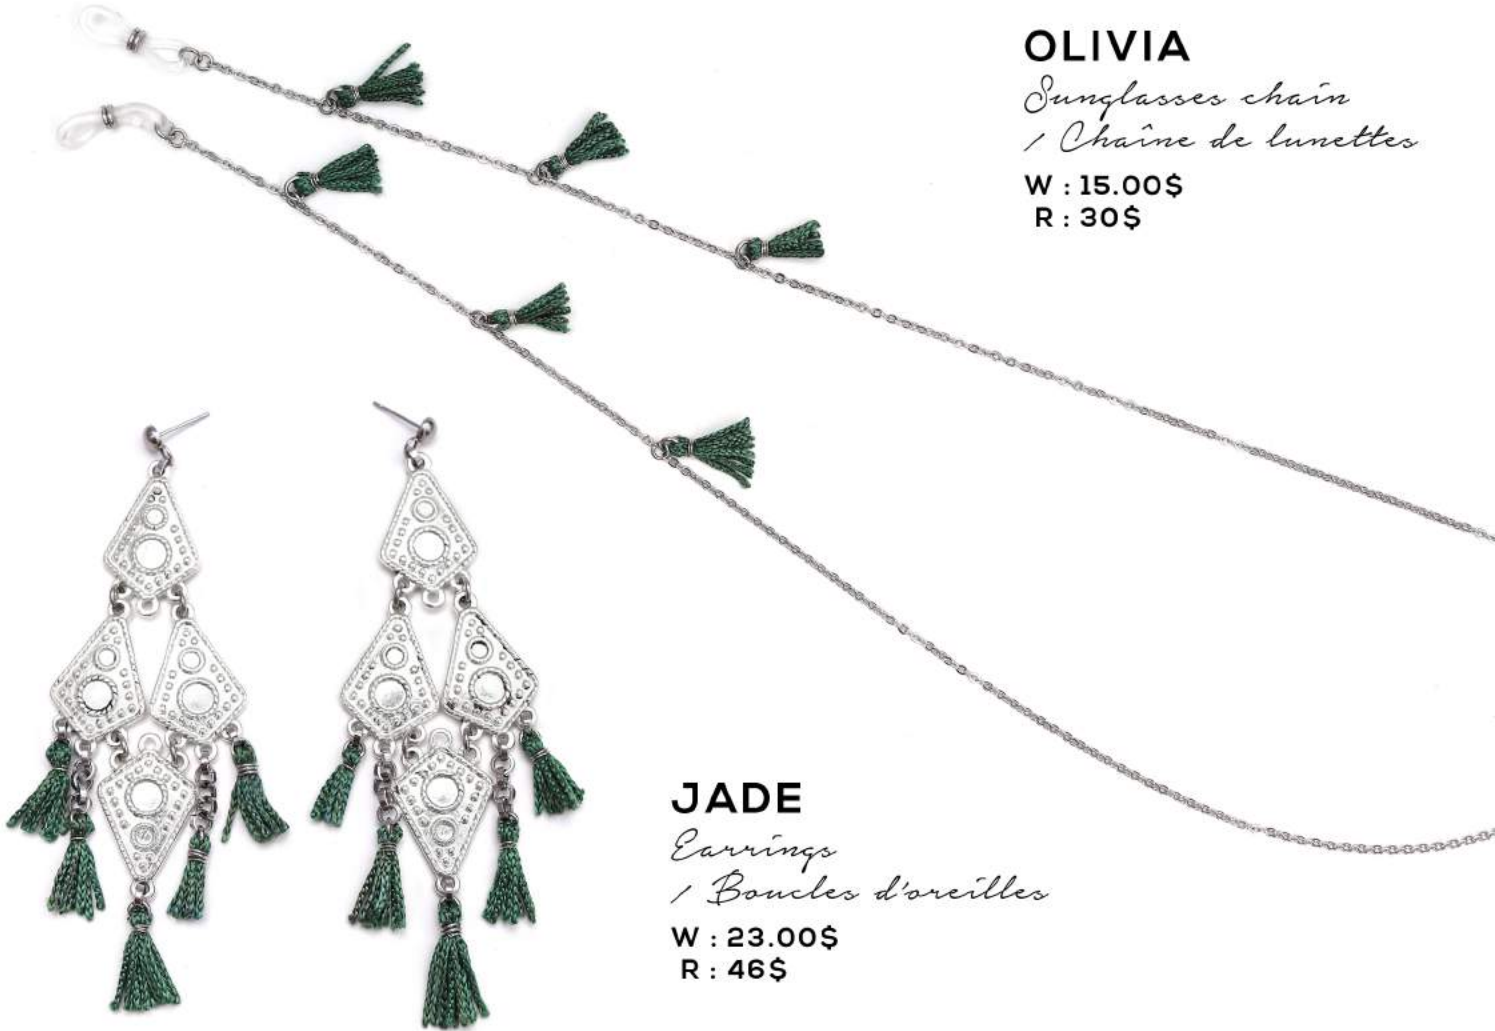 OLIVIA
Sunglasses chain
/ Chaîne de lunettes
W : 15.00$
R : 30$
JADE
Earrings
/ Boucles d'oreilles
W : 23.00$
R : 46$